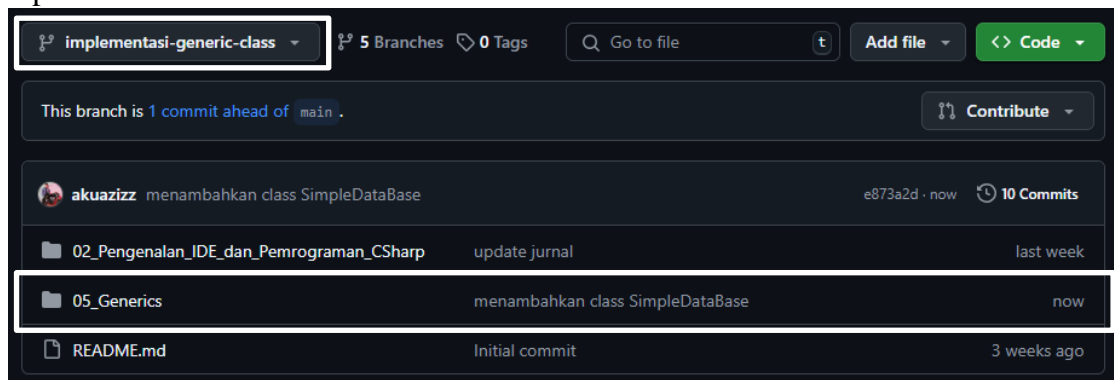 implementasi-generic-class 5 Branches 0 Tags Go to file t Add file <> Code
This branch is 1 commit ahead of main . Contribute
akuazizz menambahkan class SimpleDataBase e873a2d · now 10 Commits
02_Pengenalan_IDE_dan_Pemrograman_CSharp update jurnal last week
05_Generics menambahkan class SimpleDataBase now
README.md Initial commit 3 weeks ago